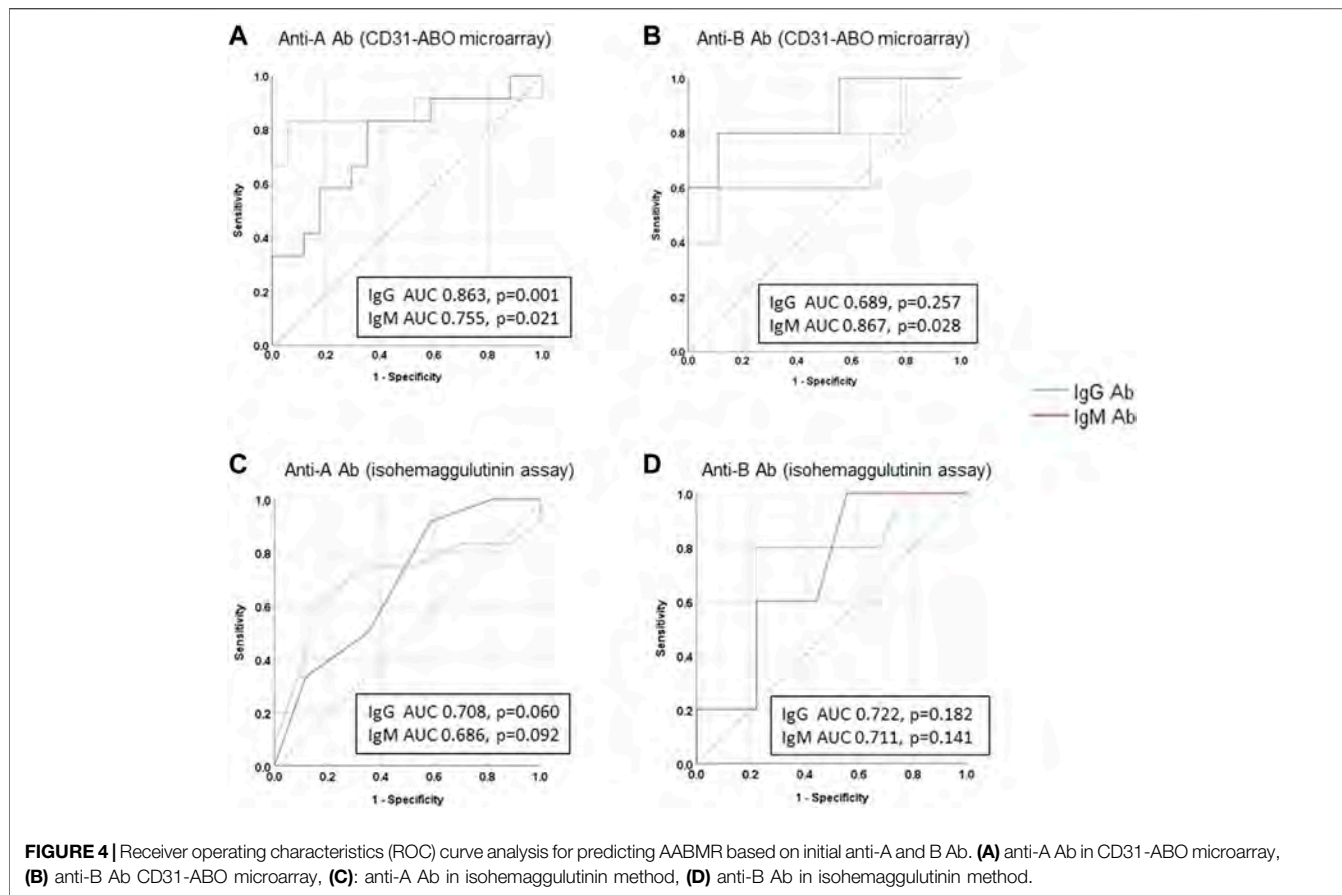 A Anti-A Ab (CD31-ABO microarray)
1.0
0.8
0.6
0.4
0.2
0.0
Sensitivity
IgG AUC 0.863, p=0.001
IgM AUC 0.755, p=0.021
0.0 0.2 0.4 0.6 0.8 1.0
1 - Specificity
B Anti-B Ab (CD31-ABO microarray)
1.0
0.8
0.6
0.4
0.2
0.0
Sensitivity
IgG AUC 0.689, p=0.257
IgM AUC 0.867, p=0.028
0.0 0.2 0.4 0.6 0.8 1.0
1 - Specificity
IgG Ab
IgM Ab
C Anti-A Ab (isohemaggulutinin assay)
1.0
0.8
0.6
0.4
0.2
0.0
Sensitivity
IgG AUC 0.708, p=0.060
IgM AUC 0.686, p=0.092
0.0 0.2 0.4 0.6 0.8 1.0
1 - Specificity
D Anti-B Ab (isohemaggulutinin assay)
1.0
0.8
0.6
0.4
0.2
0.0
Sensitivity
IgG AUC 0.722, p=0.182
IgM AUC 0.711, p=0.141
0.0 0.2 0.4 0.6 0.8 1.0
1 - Specificity
FIGURE 4 | Receiver operating characteristics (ROC) curve analysis for predicting AABMR based on initial anti-A and B Ab. (A) anti-A Ab in CD31-ABO microarray,
(B) anti-B Ab CD31-ABO microarray, (C): anti-A Ab in isohemaggulutinin method, (D) anti-B Ab in isohemaggulutinin method.